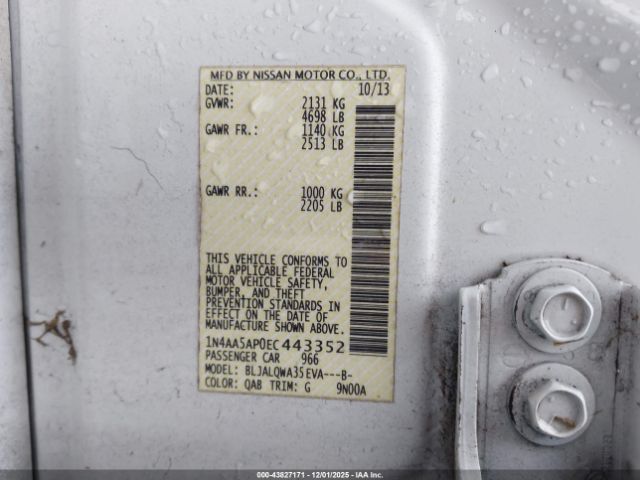 MFD BY NISSAN MOTOR CO., LTD.
DATE: 10/13
GVWR: 2131 KG
4698 LB
GAWR FR.: 1140 KG
2513 LB
GAWR RR.: 1000 KG
2205 LB
THIS VEHICLE CONFORMS TO
ALL APPLICABLE FEDERAL
MOTOR VEHICLE SAFETY,
BUMPER, AND THEFT
PREVENTION STANDARDS IN
EFFECT ON THE DATE OF
MANUFACTURE SHOWN ABOVE.
1N4AA5AP0EC443352
PASSENGER CAR 966
MODEL: BLJALQWA35EVA---B-
COLOR: QAB TRIM: G 9N00A
000-43827171 - 12/01/2025 - IAAI.com